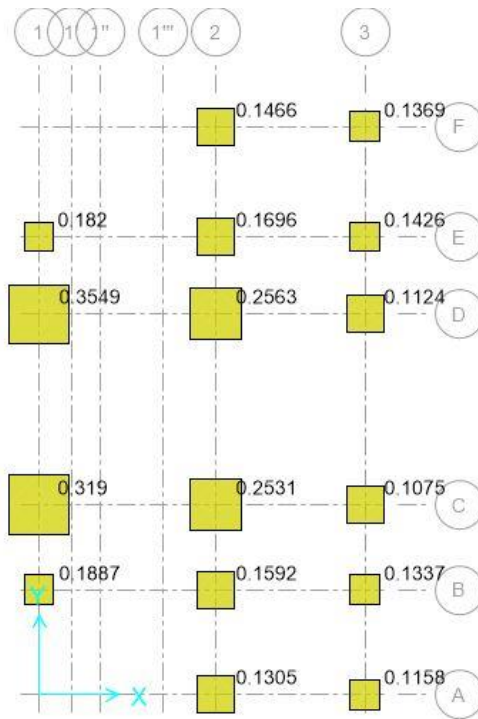 1 1' 1" 1''' 2 3
0.1466 0.1369 F
0.182 0.1696 0.1426 E
0.3549 0.2563 0.1124 D
0.319 0.2531 0.1075 C
0.1887 0.1592 0.1337 B
Y
0.1305 0.1158 A
X